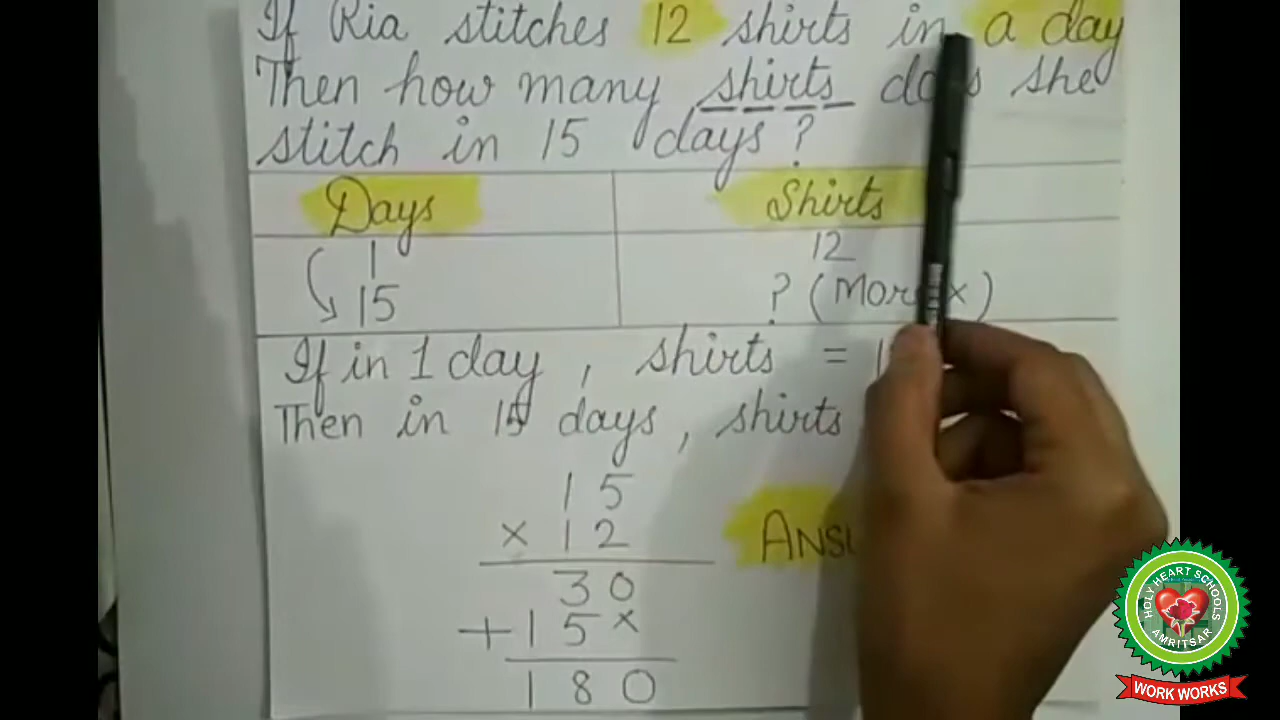 If Ria stitches 12 shirts in a day
Then how many shirts does she
stitch in 15 days?
Days Shirts
1 12
15 ? (More x)
If in 1 day, shirts =
Then in 15 days, shirts
15
x 12
30
+15x
180
HOLY HEART SCHOOLS
AMRITSAR
WORK WORKS